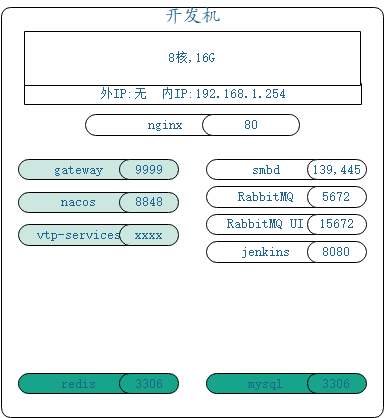 开发机
8核,16G
外IP:无 内IP:192.168.1.254
nginx 80
gateway 9999
smbd 139,445
nacos 8848
RabbitMQ 5672
vtp-services xxxx
RabbitMQ UI 15672
jenkins 8080
redis 3306
mysql 3306